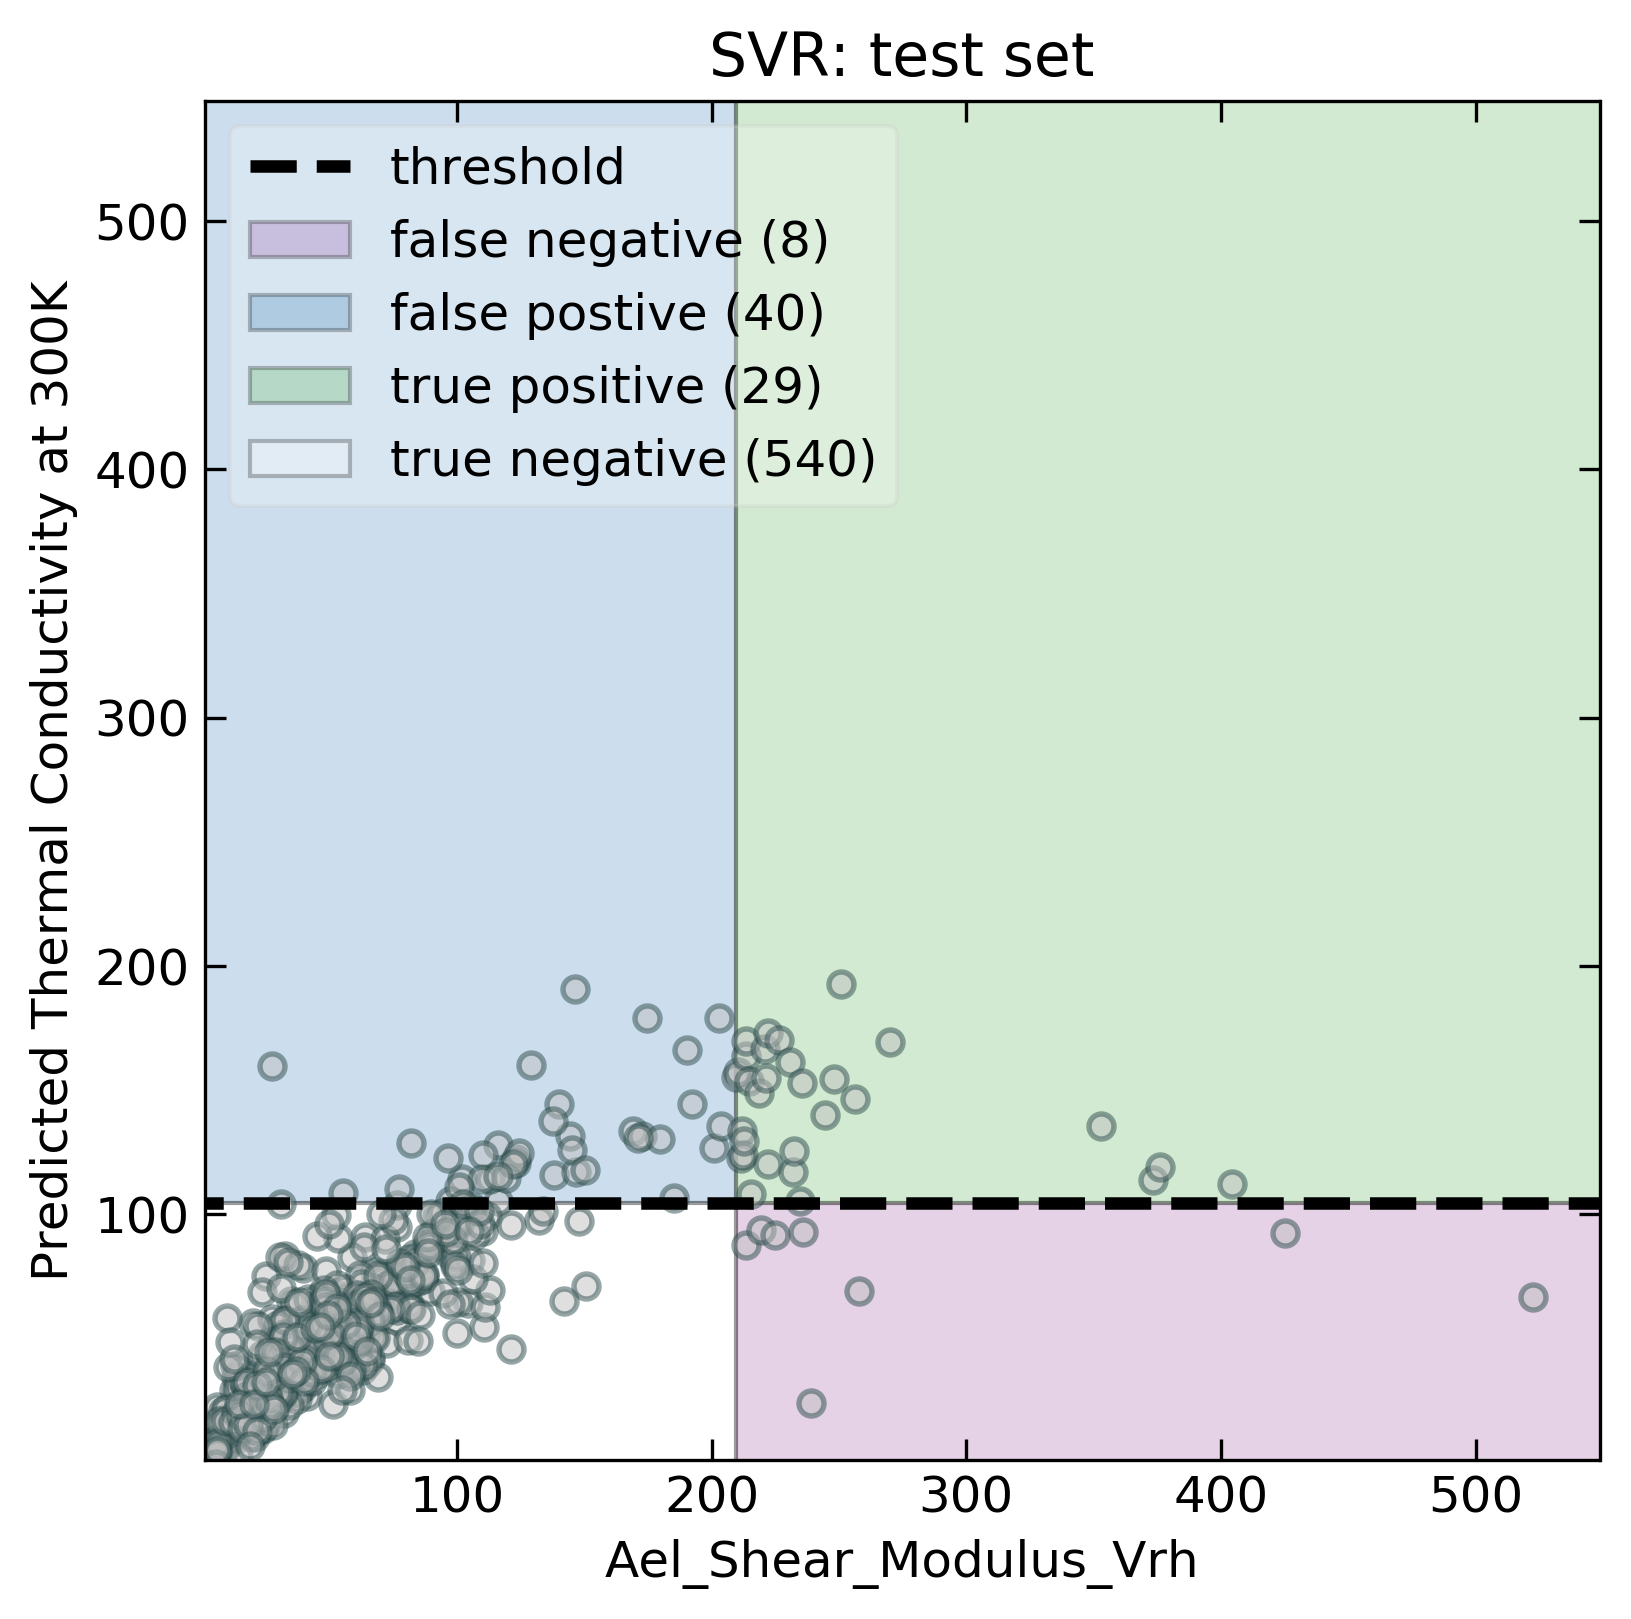 SVR: test set
threshold
false negative (8)
false postive (40)
true positive (29)
true negative (540)
Predicted Thermal Conductivity at 300K
500
400
300
200
100
100 200 300 400 500
Ael_Shear_Modulus_Vrh